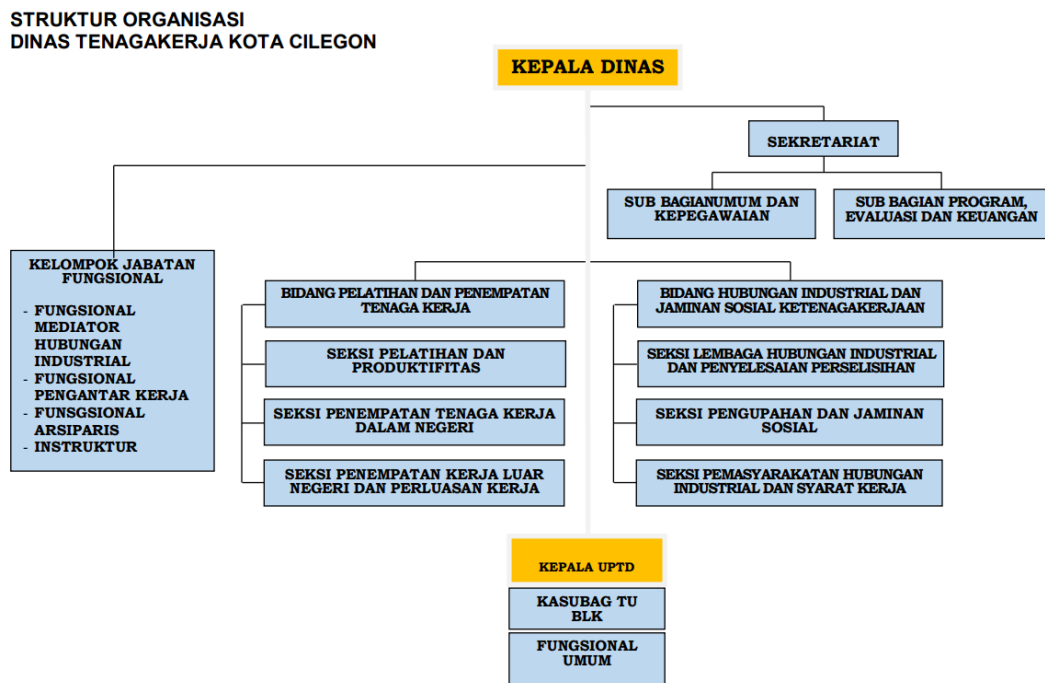 STRUKTUR ORGANISASI
DINAS TENAGAKERJA KOTA CILEGON
KEPALA DINAS
SEKRETARIAT
SUB BAGIANUMUM DAN
KEPEGAWAIAN
SUB BAGIAN PROGRAM,
EVALUASI DAN KEUANGAN
KELOMPOK JABATAN
FUNGSIONAL
- FUNGSIONAL
MEDIATOR
HUBUNGAN
INDUSTRIAL
- FUNGSIONAL
PENGANTAR KERJA
- FUNSGSIONAL
ARSIPARIS
- INSTRUKTUR
BIDANG PELATIHAN DAN PENEMPATAN
TENAGA KERJA
SEKSI PELATIHAN DAN
PRODUKTIFITAS
SEKSI PENEMPATAN TENAGA KERJA
DALAM NEGERI
SEKSI PENEMPATAN KERJA LUAR
NEGERI DAN PERLUASAN KERJA
BIDANG HUBUNGAN INDUSTRIAL DAN
JAMINAN SOSIAL KETENAGAKERJAAN
SEKSI LEMBAGA HUBUNGAN INDUSTRIAL
DAN PENYELESAIAN PERSELISIHAN
SEKSI PENGUPAHAN DAN JAMINAN
SOSIAL
SEKSI PEMASYARAKATAN HUBUNGAN
INDUSTRIAL DAN SYARAT KERJA
KEPALA UPTD
KASUBAG TU
BLK
FUNGSIONAL
UMUM